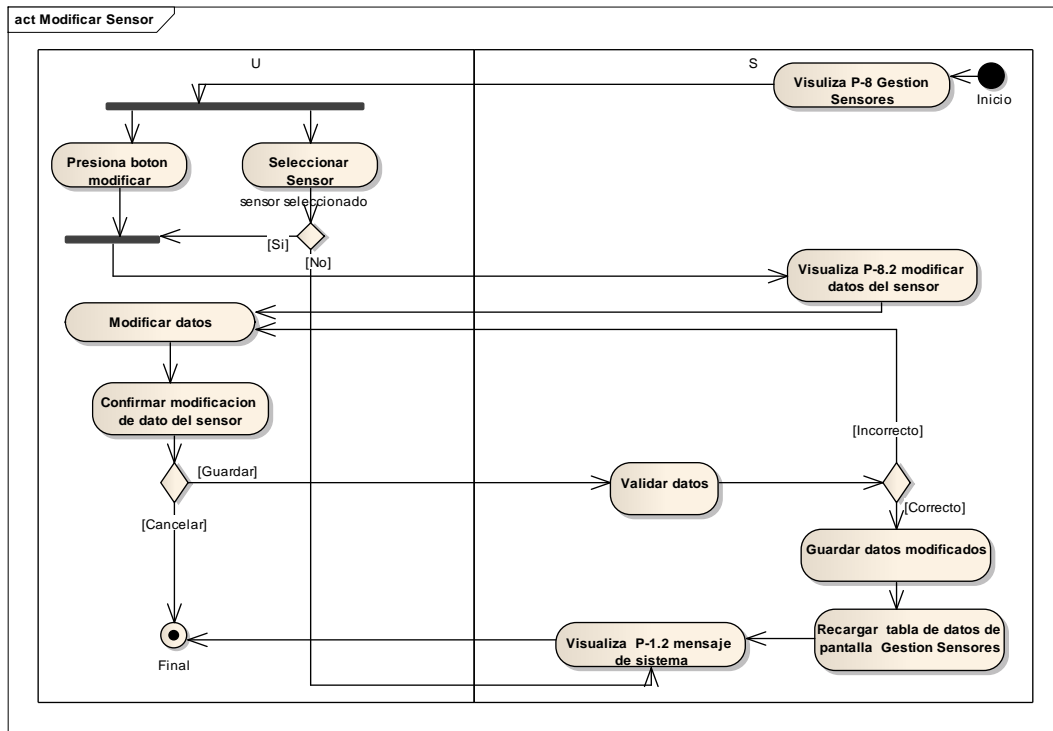 act Modificar Sensor
U
S
Visuliza P-8 Gestion
Sensores
Inicio
Presiona boton
modificar
Seleccionar
Sensor
sensor seleccionado
[Si]
[No]
Visualiza P-8.2 modificar
datos del sensor
Modificar datos
Confirmar modificacion
de dato del sensor
[Incorrecto]
[Guardar]
Validar datos
[Correcto]
[Cancelar]
Guardar datos modificados
Recargar tabla de datos de
pantalla Gestion Sensores
Visualiza P-1.2 mensaje
de sistema
Final